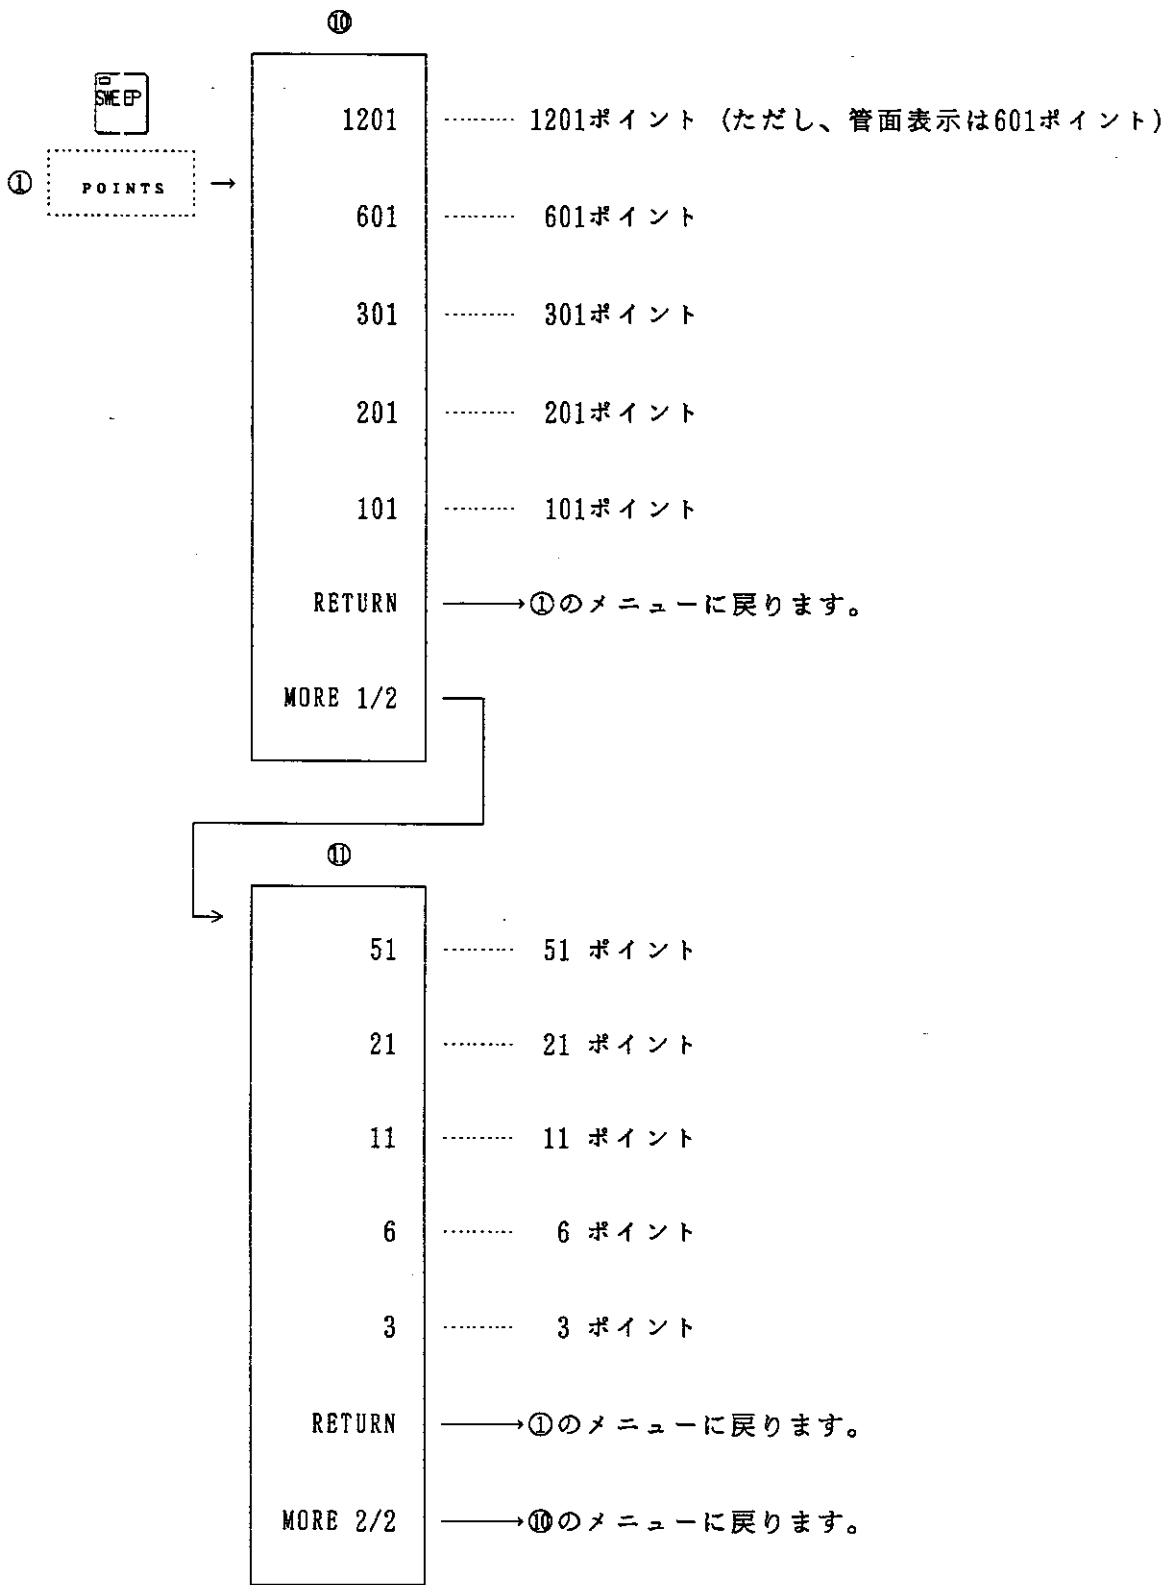 ⑩
SWEEP
1201 ········ 1201ポイント (ただし、管面表示は601ポイント)
① POINTS →
601 ········ 601ポイント
301 ········ 301ポイント
201 ········ 201ポイント
101 ········ 101ポイント
RETURN →①のメニューに戻ります。
MORE 1/2
⑪
51 ········ 51 ポイント
21 ········ 21 ポイント
11 ········ 11 ポイント
6 ········ 6 ポイント
3 ········ 3 ポイント
RETURN →①のメニューに戻ります。
MORE 2/2 →⑩のメニューに戻ります。